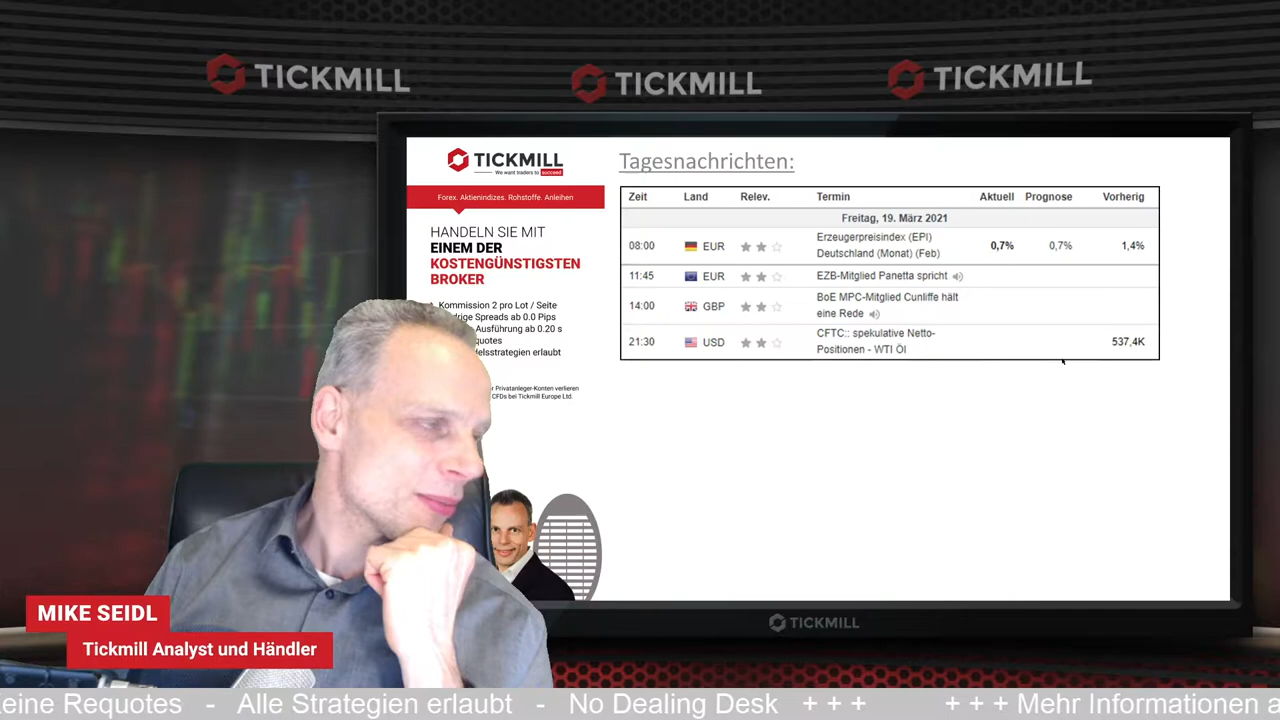 TICKMILL
TICKMILL
TICKMILL
TICKMILL
We want traders to succeed
Forex. Aktienindizes. Rohstoffe. Anleihen
HANDELN SIE MIT
EINEM DER
KOSTENGÜNSTIGSTEN
BROKER
Kommission 2 pro Lot / Seite
Spreads ab 0.0 Pips
Ausführung ab 0.20 s
erlaubt
Privatanleger-Konten verlieren
CFDs bei Tickmill Europe Ltd.
Tagesnachrichten:
Zeit Land Relev. Termin Aktuell Prognose Vorherig
Freitag, 19. März 2021
08:00 EUR Erzeugerpreisindex (EPI) Deutschland (Monat) (Feb) 0,7% 0,7% 1,4%
11:45 EUR EZB-Mitglied Panetta spricht
14:00 GBP BoE MPC-Mitglied Cunliffe hält eine Rede
21:30 USD CFTC:: spekulative Netto-Positionen - WTI Öl 537,4K
TICKMILL
MIKE SEIDL
Tickmill Analyst und Händler
Requotes - Alle Strategien erlaubt - No Dealing Desk + + + + + + Mehr Informationen